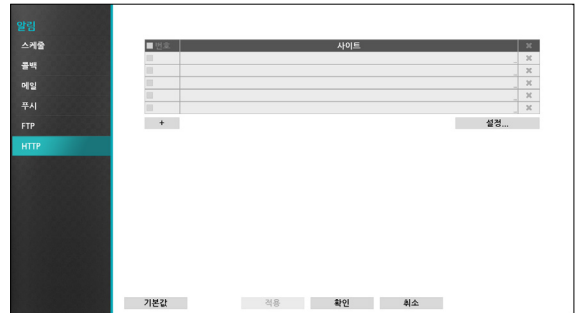 알림
스케줄
콜백
메일
푸시
FTP
HTTP
번호 사이트
+ 설정...
기본값 적용 확인 취소